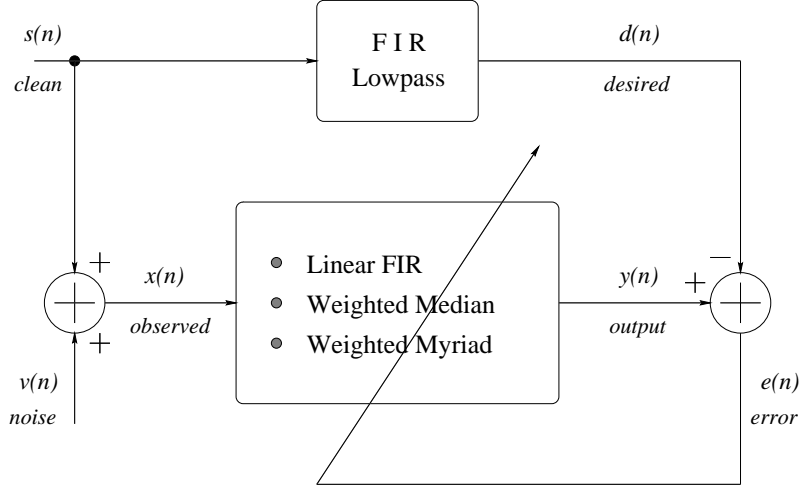 s(n)
clean
F I R
Lowpass
d(n)
desired
+
−
x(n)
observed
Linear FIR
Weighted Median
Weighted Myriad
y(n)
output
+
+
v(n)
noise
e(n)
error